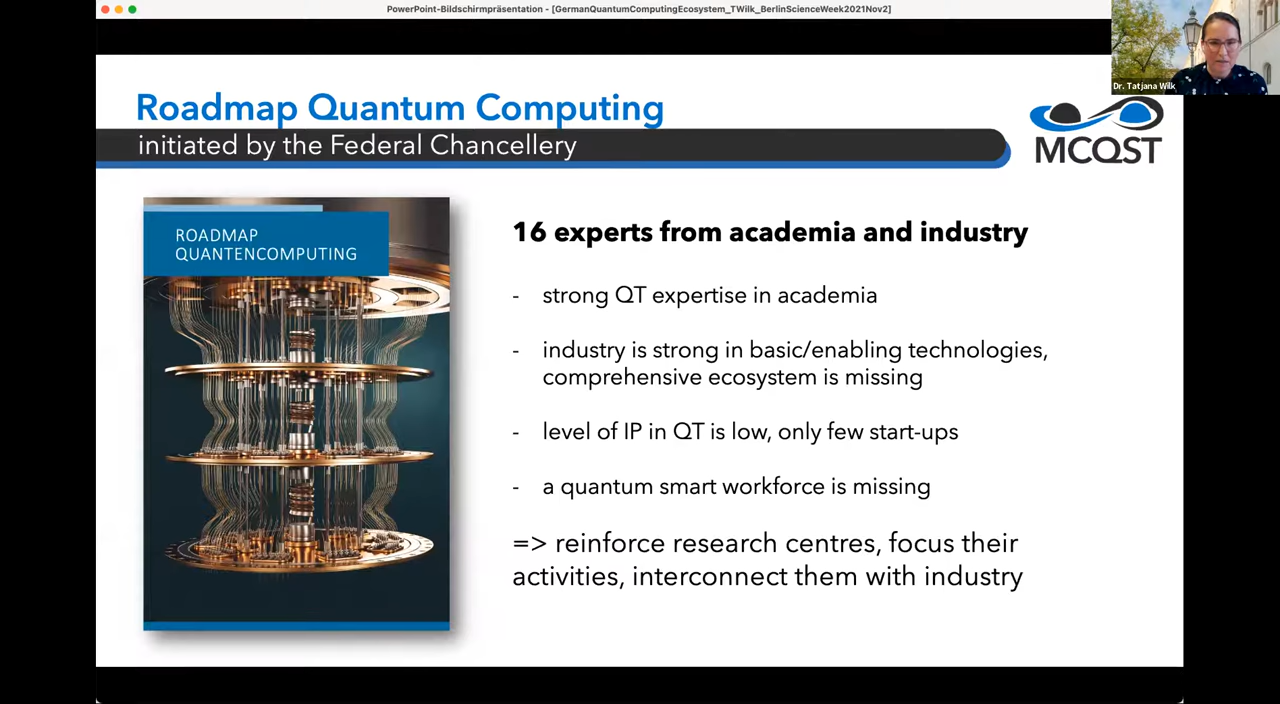 PowerPoint-Bildschirmpräsentation - [GermanQuantumComputingEcosystem_TWilk_BerlinScienceWeek2021Nov2]
Dr. Tatjana Wilk
Roadmap Quantum Computing
initiated by the Federal Chancellery
MCQST
ROADMAP
QUANTENCOMPUTING
16 experts from academia and industry
- strong QT expertise in academia
- industry is strong in basic/enabling technologies,
comprehensive ecosystem is missing
- level of IP in QT is low, only few start-ups
- a quantum smart workforce is missing
=> reinforce research centres, focus their
activities, interconnect them with industry